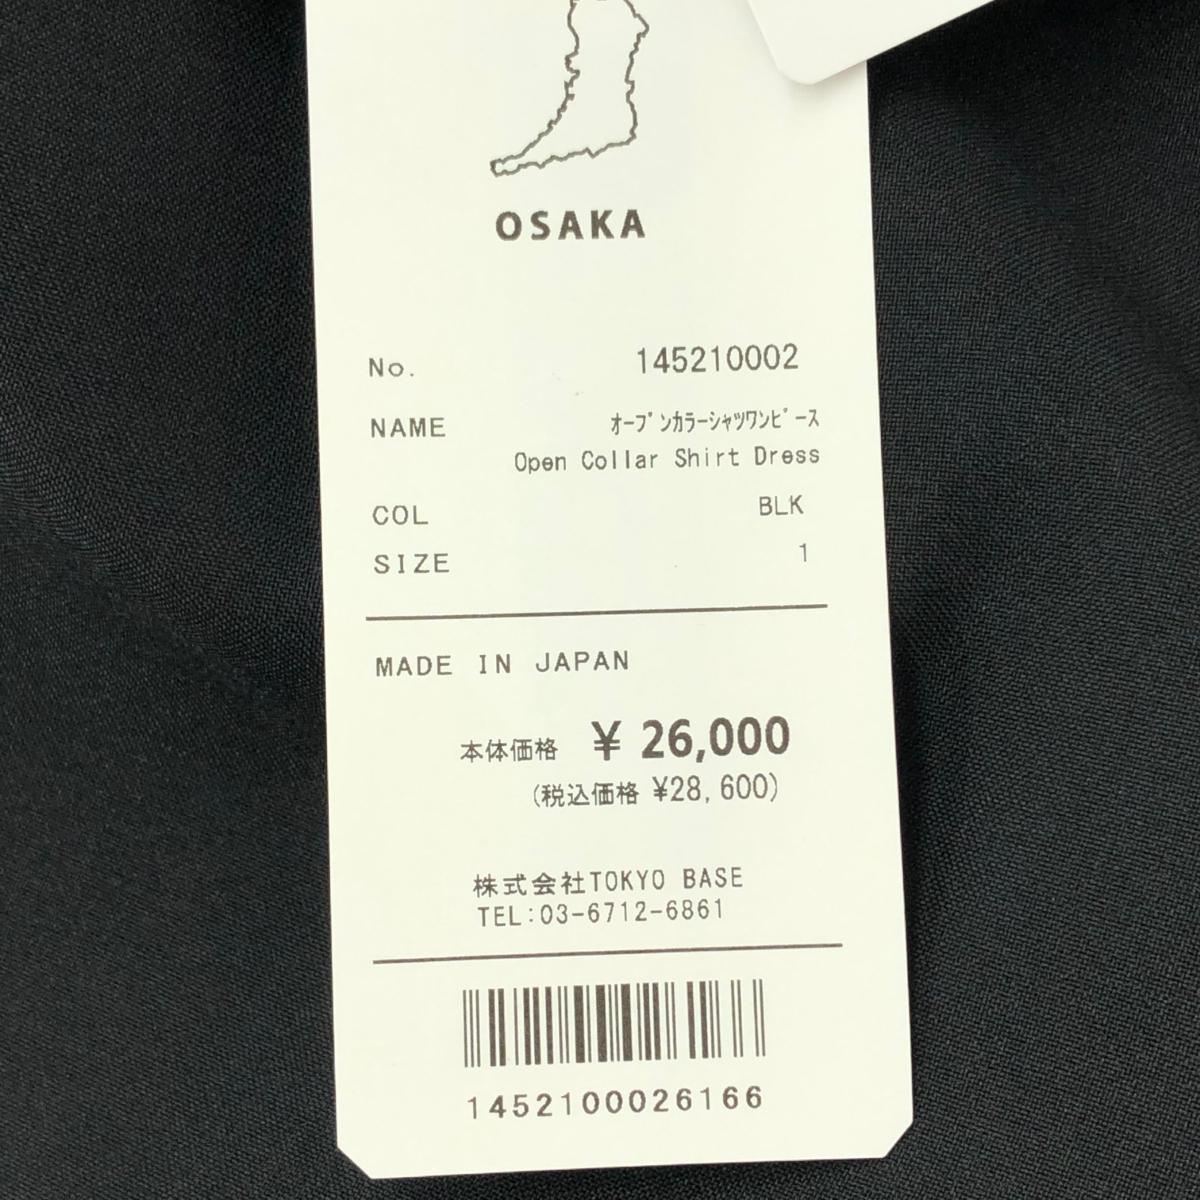 OSAKA
No. 145210002
NAME オープンカラーシャツワンピース
Open Collar Shirt Dress
COL BLK
SIZE 1
MADE IN JAPAN
本体価格 ¥ 26,000
(税込価格 ¥28,600)
株式会社TOKYO BASE
TEL:03-6712-6861
1452100026166